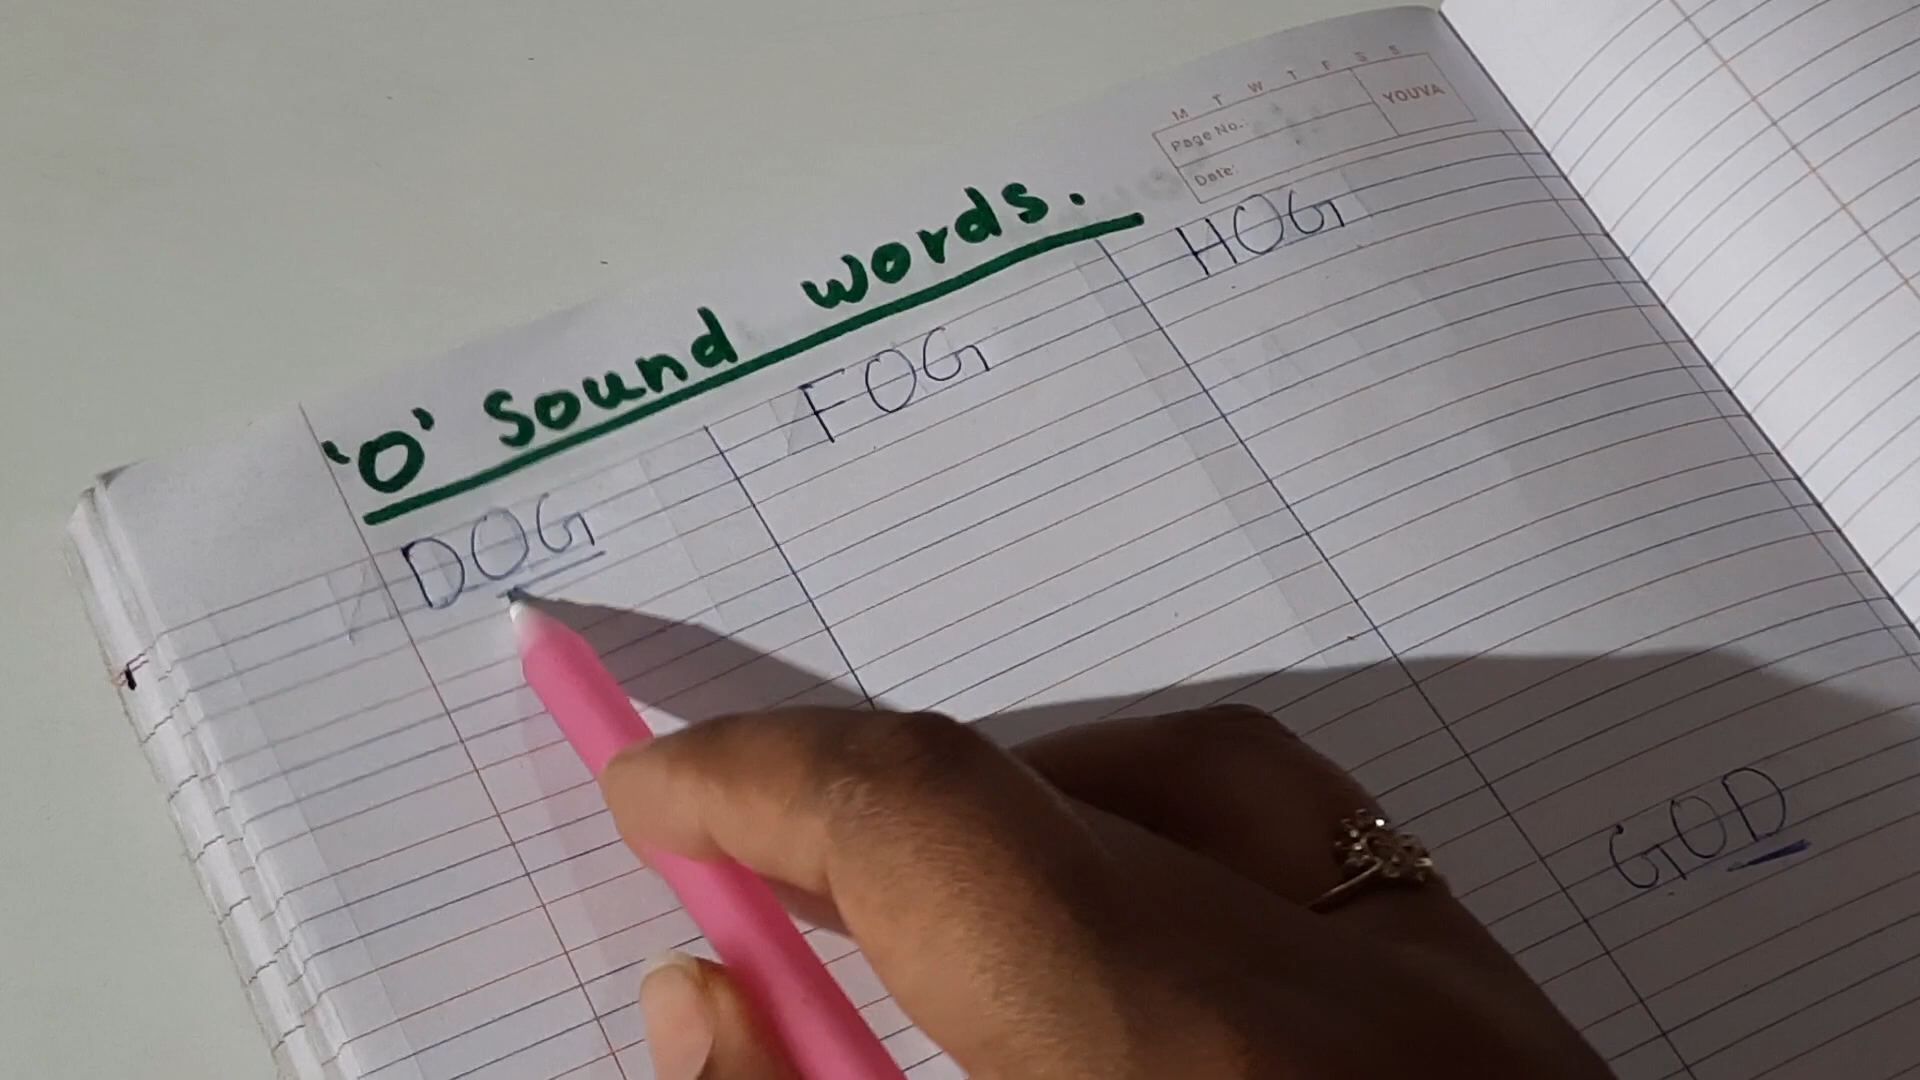 M T W T F S S
Page No.:
YOUVA
Date:
'O' Sound words.
DOG FOG HOG
GOD